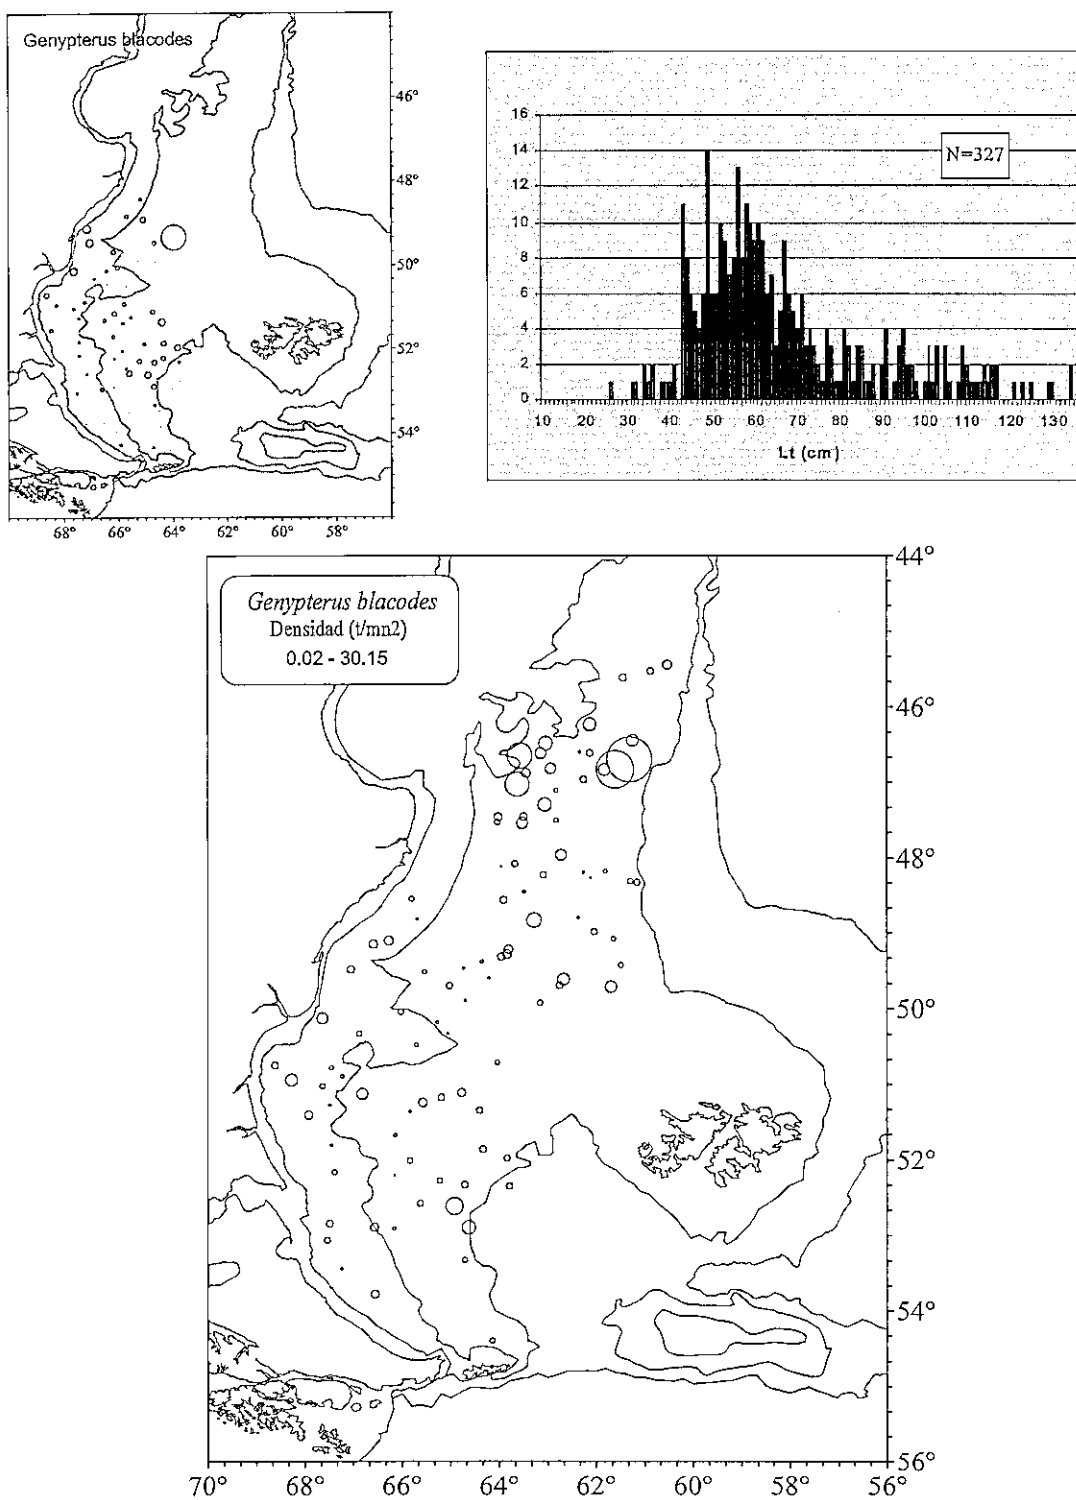 Genypterus blacodes
46°
48°
50°
52°
54°
68° 66° 64° 62° 60° 58°
16
14
12
10
8
6
4
2
0
N=327
10 20 30 40 50 60 70 80 90 100 110 120 130
Lt (cm)
Genypterus blacodes
Densidad (t/mn2)
0.02 - 30.15
44°
46°
48°
50°
52°
54°
56°
70° 68° 66° 64° 62° 60° 58° 56°